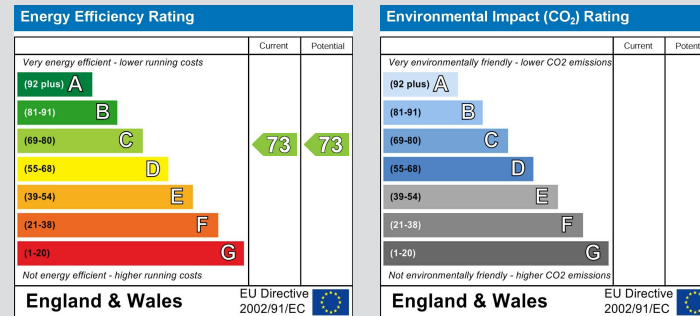 Energy Efficiency Rating
Current Potential
Very energy efficient - lower running costs
(92 plus) A
(81-91) B
(69-80) C
73 73
(55-68) D
(39-54) E
(21-38) F
(1-20) G
Not energy efficient - higher running costs
England & Wales
EU Directive
2002/91/EC
Environmental Impact (CO₂) Rating
Current Potent
Very environmentally friendly - lower CO2 emissions
(92 plus) A
(81-91) B
(69-80) C
(55-68) D
(39-54) E
(21-38) F
(1-20) G
Not environmentally friendly - higher CO2 emissions
England & Wales
EU Directive
2002/91/EC